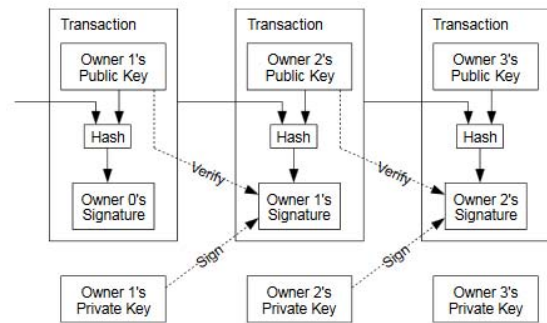 Transaction
Transaction
Transaction
Owner 1's
Public Key
Owner 2's
Public Key
Owner 3's
Public Key
Hash
Hash
Hash
Verify
Verify
Owner 0's
Signature
Owner 1's
Signature
Owner 2's
Signature
Sign
Sign
Owner 1's
Private Key
Owner 2's
Private Key
Owner 3's
Private Key